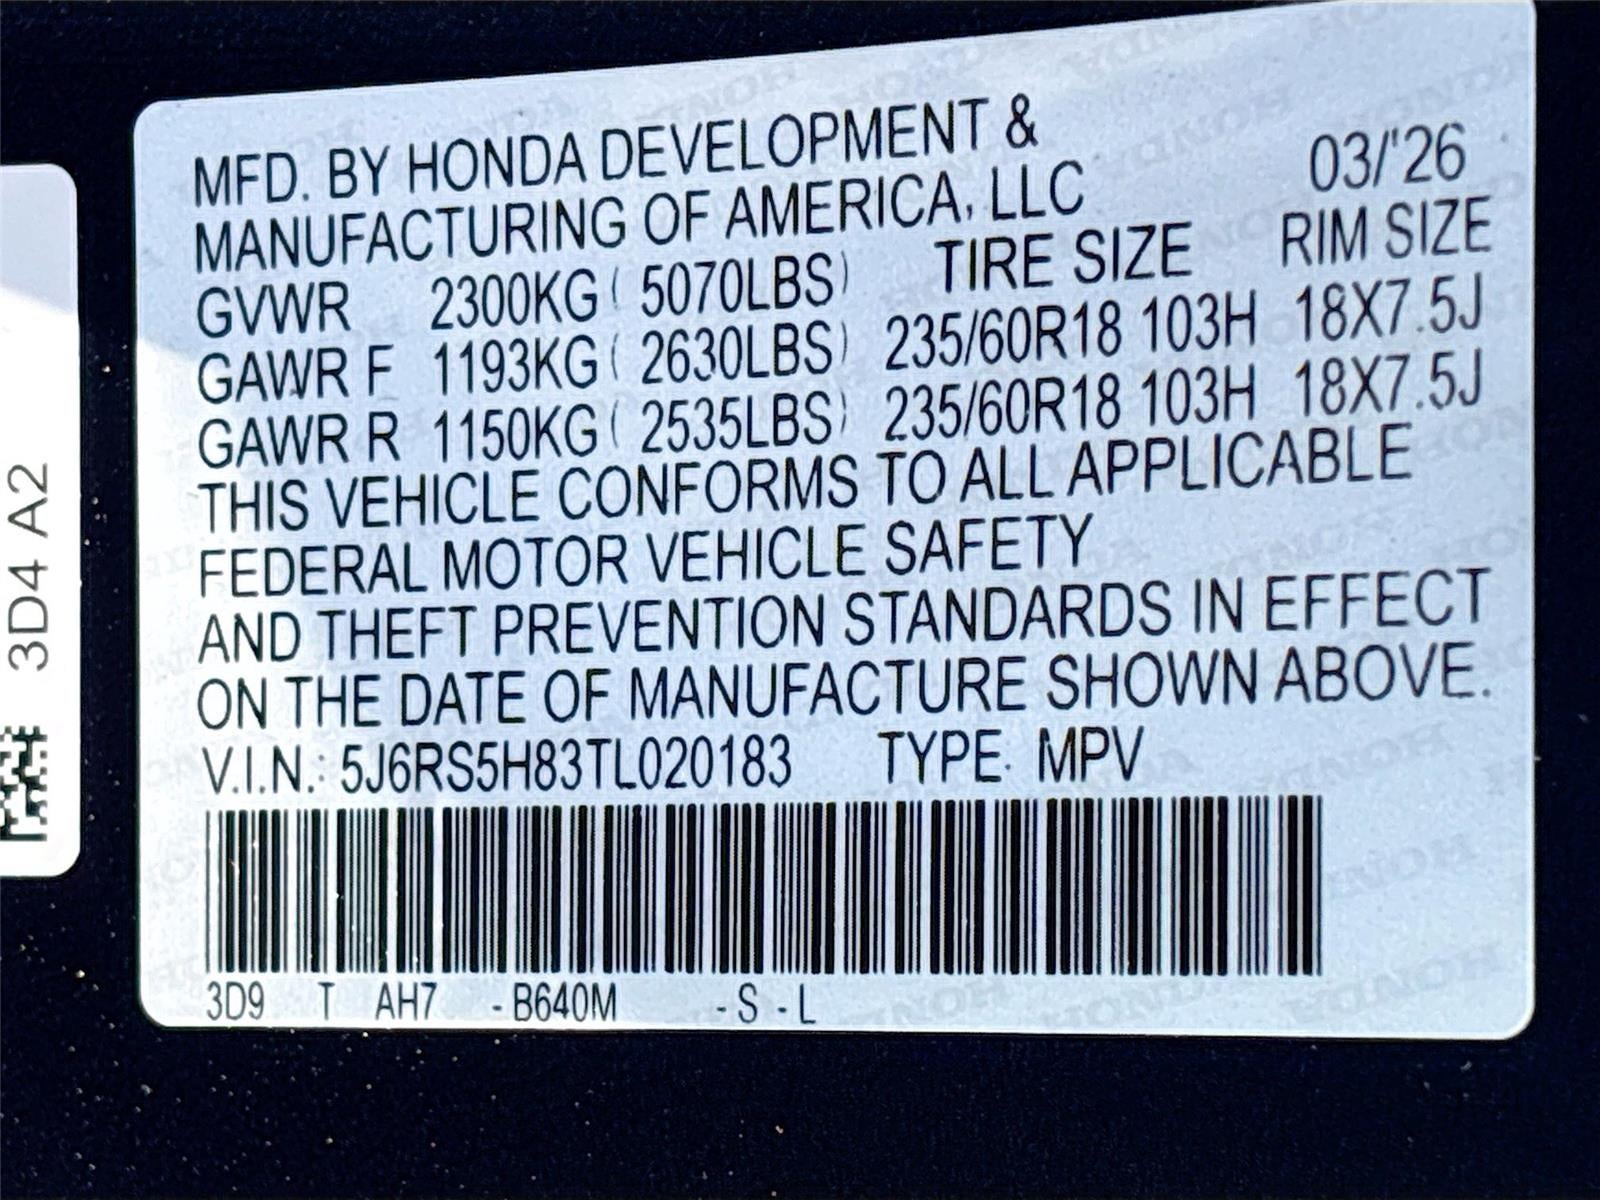 MFD. BY HONDA DEVELOPMENT &
MANUFACTURING OF AMERICA, LLC 03/'26
GVWR 2300KG ( 5070LBS) TIRE SIZE RIM SIZE
GAWR F 1193KG ( 2630LBS) 235/60R18 103H 18X7.5J
GAWR R 1150KG ( 2535LBS) 235/60R18 103H 18X7.5J
THIS VEHICLE CONFORMS TO ALL APPLICABLE
FEDERAL MOTOR VEHICLE SAFETY
AND THEFT PREVENTION STANDARDS IN EFFECT
ON THE DATE OF MANUFACTURE SHOWN ABOVE.
V.I.N.: 5J6RS5H83TL020183 TYPE: MPV
3D9 T AH7 -B640M -S-L
3D4 A2